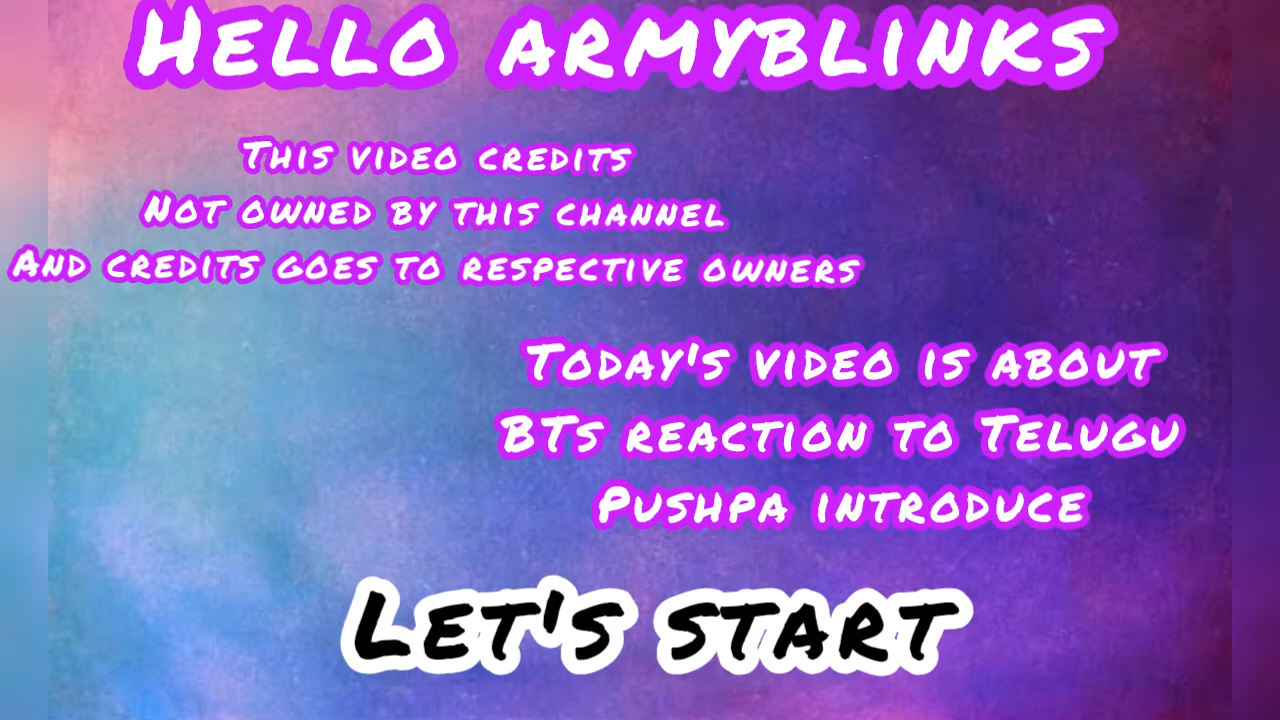 Hello armyblinks
This video credits
Not owned by this channel
And credits goes to respective owners
Today's video is about
BTs reaction to Telugu
Pushpa introduce
Let's start